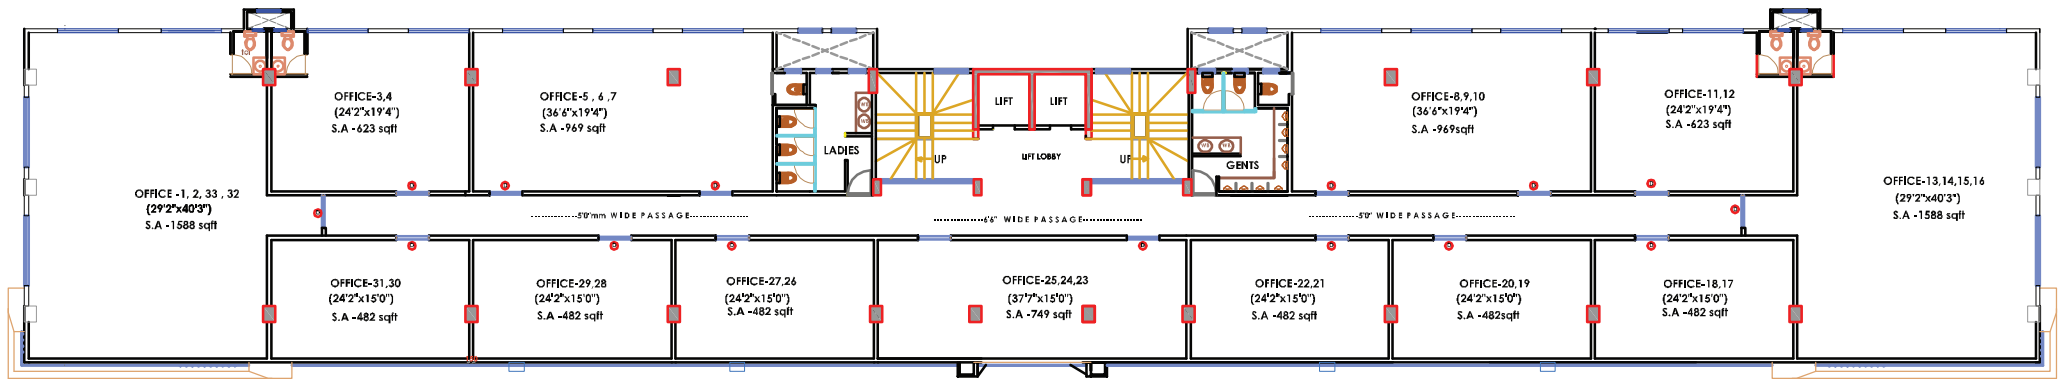 OFFICE -1, 2, 33 , 32
(29'2"x40'3")
S.A -1588 sqft
OFFICE-3,4
(24'2"x19'4")
S.A -623 sqft
OFFICE-5 , 6 ,7
(36'6"x19'4")
S.A -969 sqft
LADIES
UP
LIFT
LIFT
LIFT LOBBY
UP
GENTS
OFFICE-8,9,10
(36'6"x19'4")
S.A -969sqft
OFFICE-11,12
(24'2"x19'4")
S.A -623 sqft
OFFICE-13,14,15,16
(29'2"x40'3")
S.A -1588 sqft
5'0"mm WIDE PASSAGE
6'6" WIDE PASSAGE
5'0" WIDE PASSAGE
OFFICE-31,30
(24'2"x15'0")
S.A -482 sqft
OFFICE-29,28
(24'2"x15'0")
S.A -482 sqft
OFFICE-27,26
(24'2"x15'0")
S.A -482 sqft
OFFICE-25,24,23
(37'7"x15'0")
S.A -749 sqft
OFFICE-22,21
(24'2"x15'0")
S.A -482 sqft
OFFICE-20,19
(24'2"x15'0")
S.A -482sqft
OFFICE-18,17
(24'2"x15'0")
S.A -482 sqft